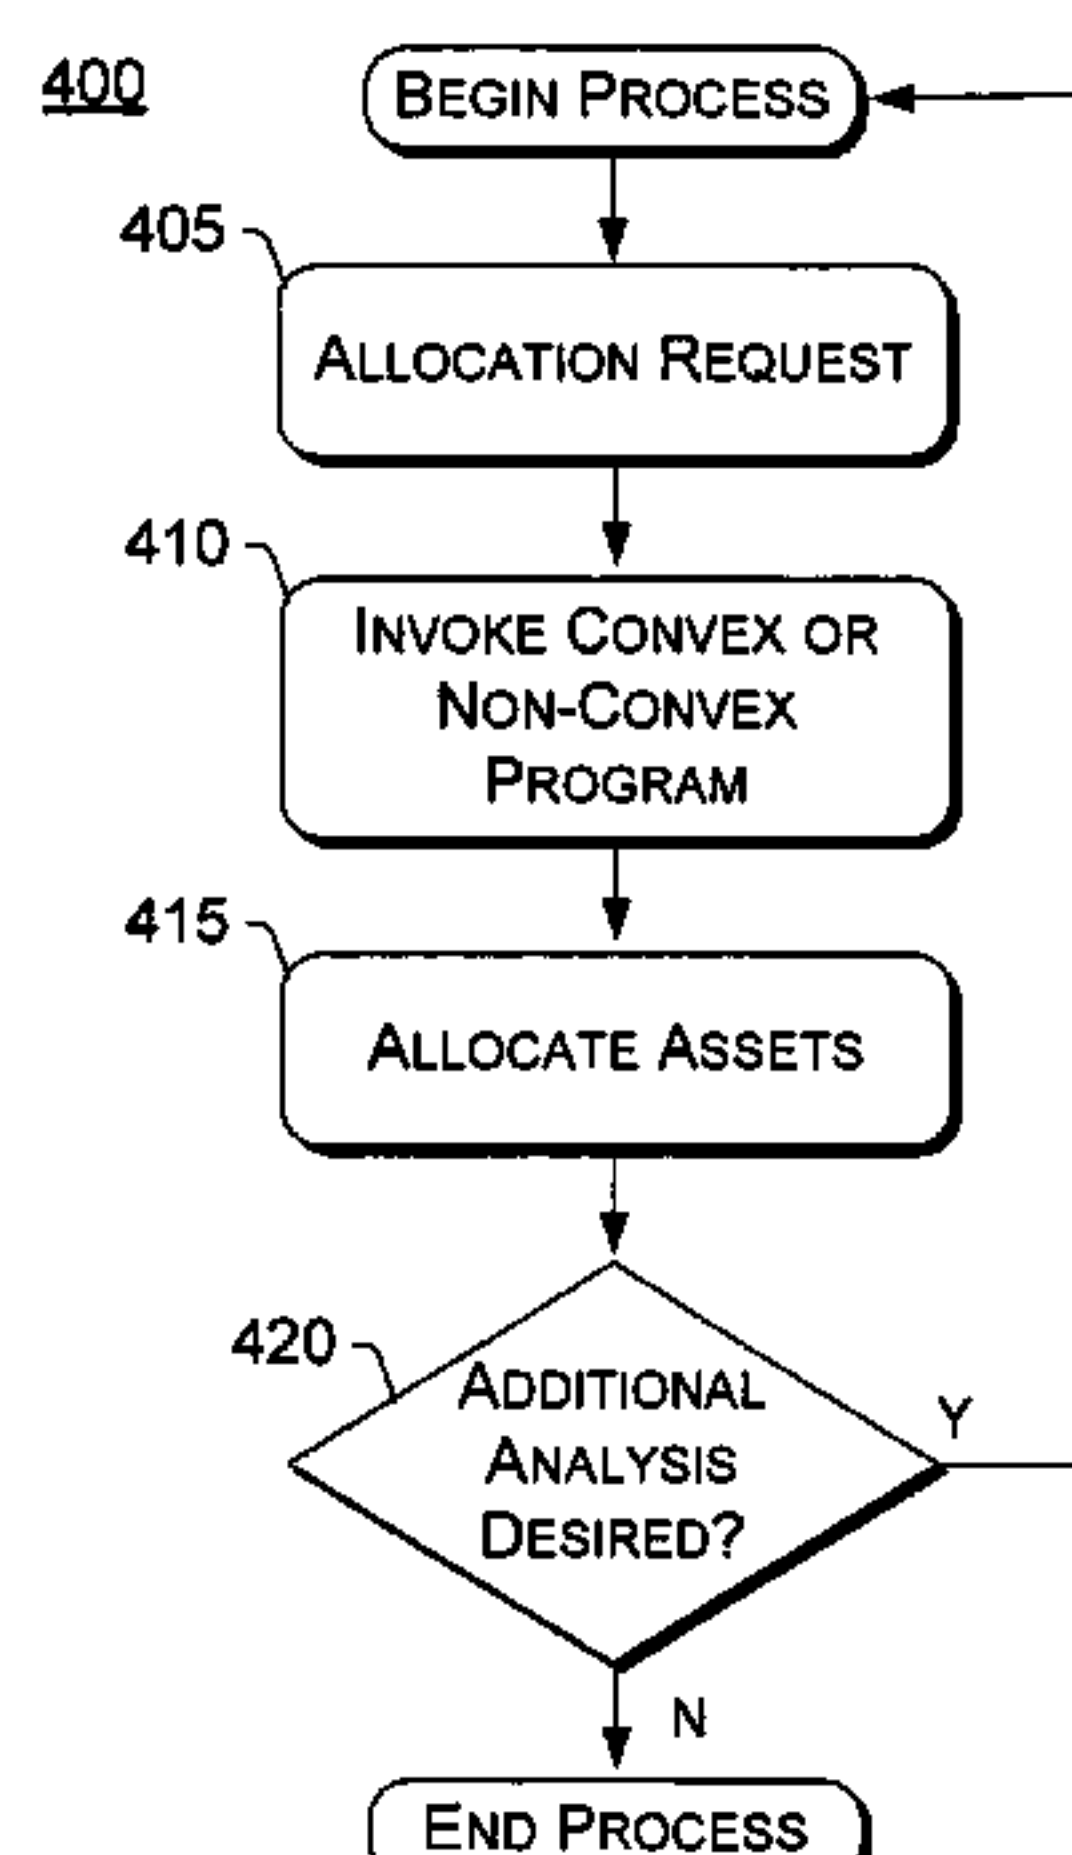 400
BEGIN PROCESS
405
ALLOCATION REQUEST
410
INVOKE CONVEX OR
NON-CONVEX
PROGRAM
415
ALLOCATE ASSETS
420
ADDITIONAL
ANALYSIS
DESIRED?
Y
N
END PROCESS